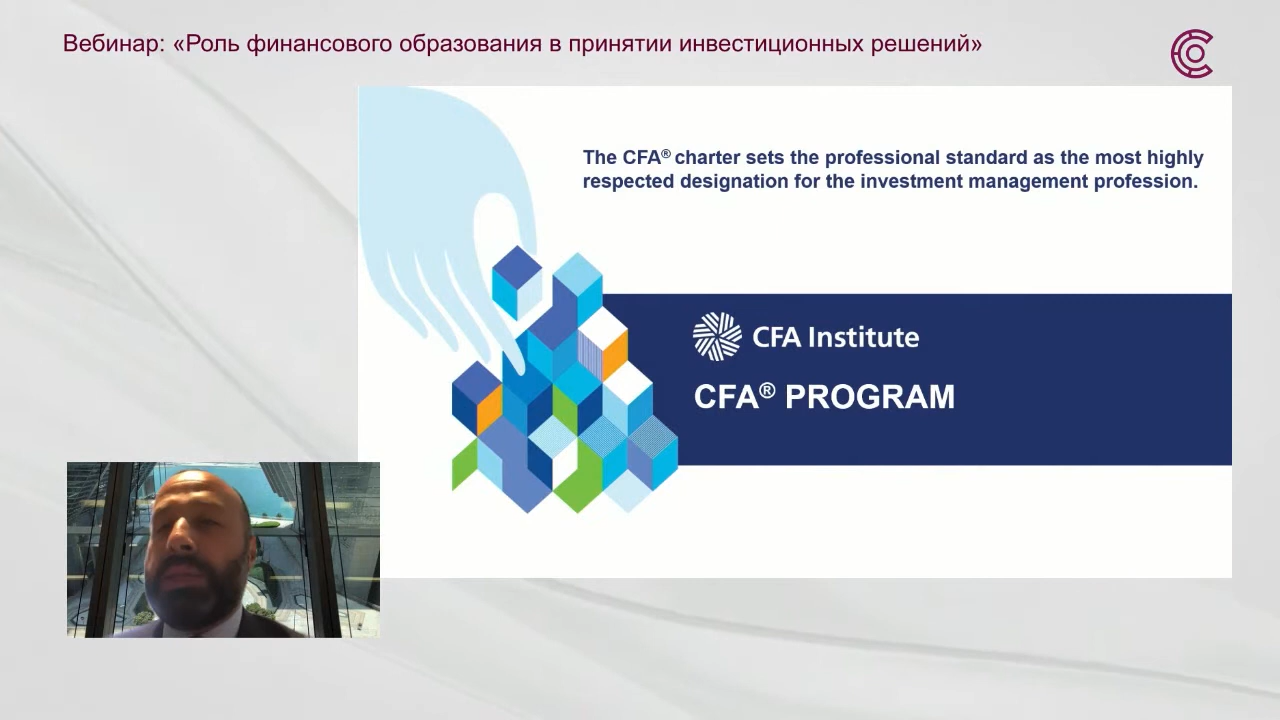 Вебинар: «Роль финансового образования в принятии инвестиционных решений»
The CFA® charter sets the professional standard as the most highly
respected designation for the investment management profession.
CFA Institute
CFA® PROGRAM